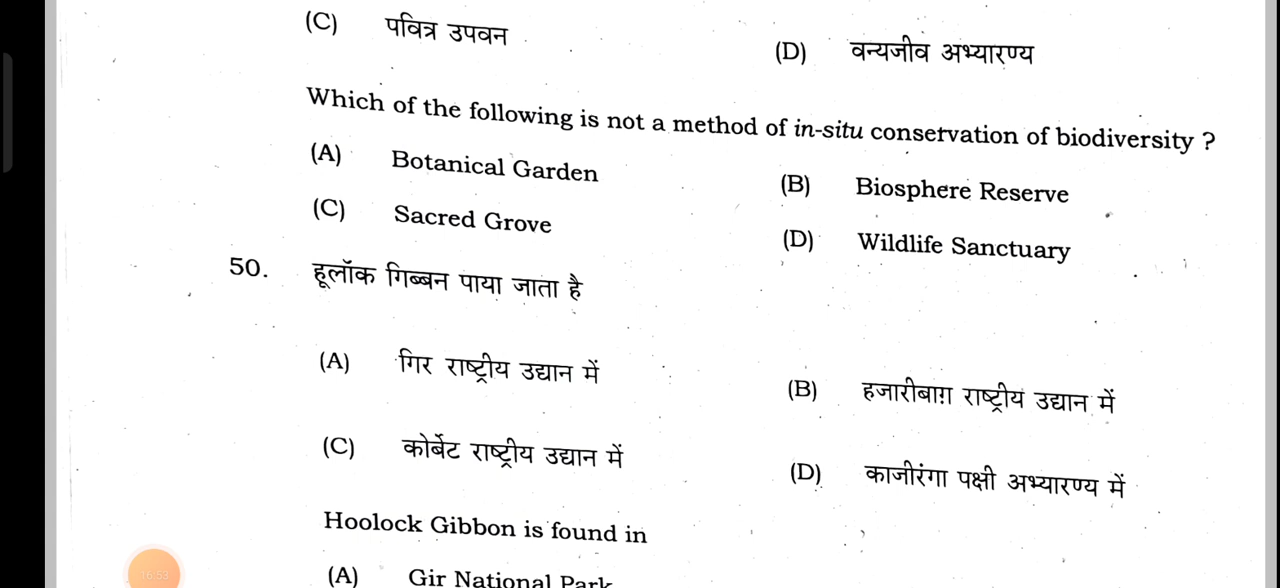 (C) पवित्र उपवन (D) वन्यजीव अभ्यारण्य
Which of the following is not a method of in-situ conservation of biodiversity ?
(A) Botanical Garden (B) Biosphere Reserve
(C) Sacred Grove (D) Wildlife Sanctuary
50. हूलॉक गिब्बन पाया जाता है
(A) गिर राष्ट्रीय उद्यान में (B) हजारीबाग़ राष्ट्रीय उद्यान में
(C) कोर्बेट राष्ट्रीय उद्यान में (D) काजीरंगा पक्षी अभ्यारण्य में
Hoolock Gibbon is found in
(A) Gir National Park
16:53